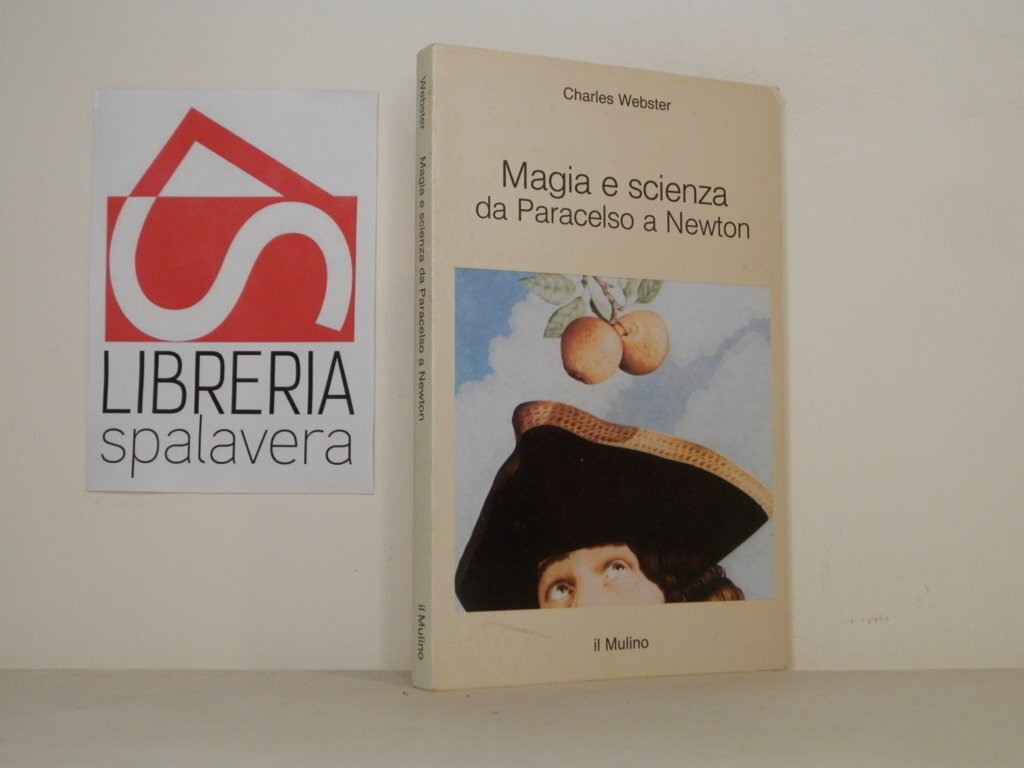 LIBRERIA
spalavera
Webster Magia e scienza da Paracelso a Newton il Mulino
Charles Webster
Magia e scienza
da Paracelso a Newton
il Mulino